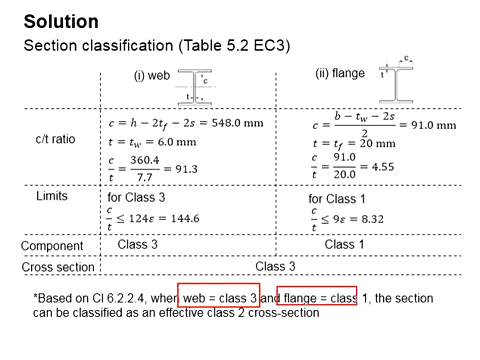 Solution
Section classification (Table 5.2 EC3)
(i) web
c
t
(ii) flange
c
t
c/t ratio
c = h − 2t_f − 2s = 548.0 mm
t = t_w = 6.0 mm
c/t = 360.4/7.7 = 91.3
c = (b − t_w − 2s)/2 = 91.0 mm
t = t_f = 20 mm
c/t = 91.0/20.0 = 4.55
Limits
for Class 3
c/t ≤ 124ε = 144.6
for Class 1
c/t ≤ 9ε = 8.32
Component
Class 3
Class 1
Cross section
Class 3
*Based on Cl 6.2.2.4, when web = class 3 and flange = class 1, the section
can be classified as an effective class 2 cross-section